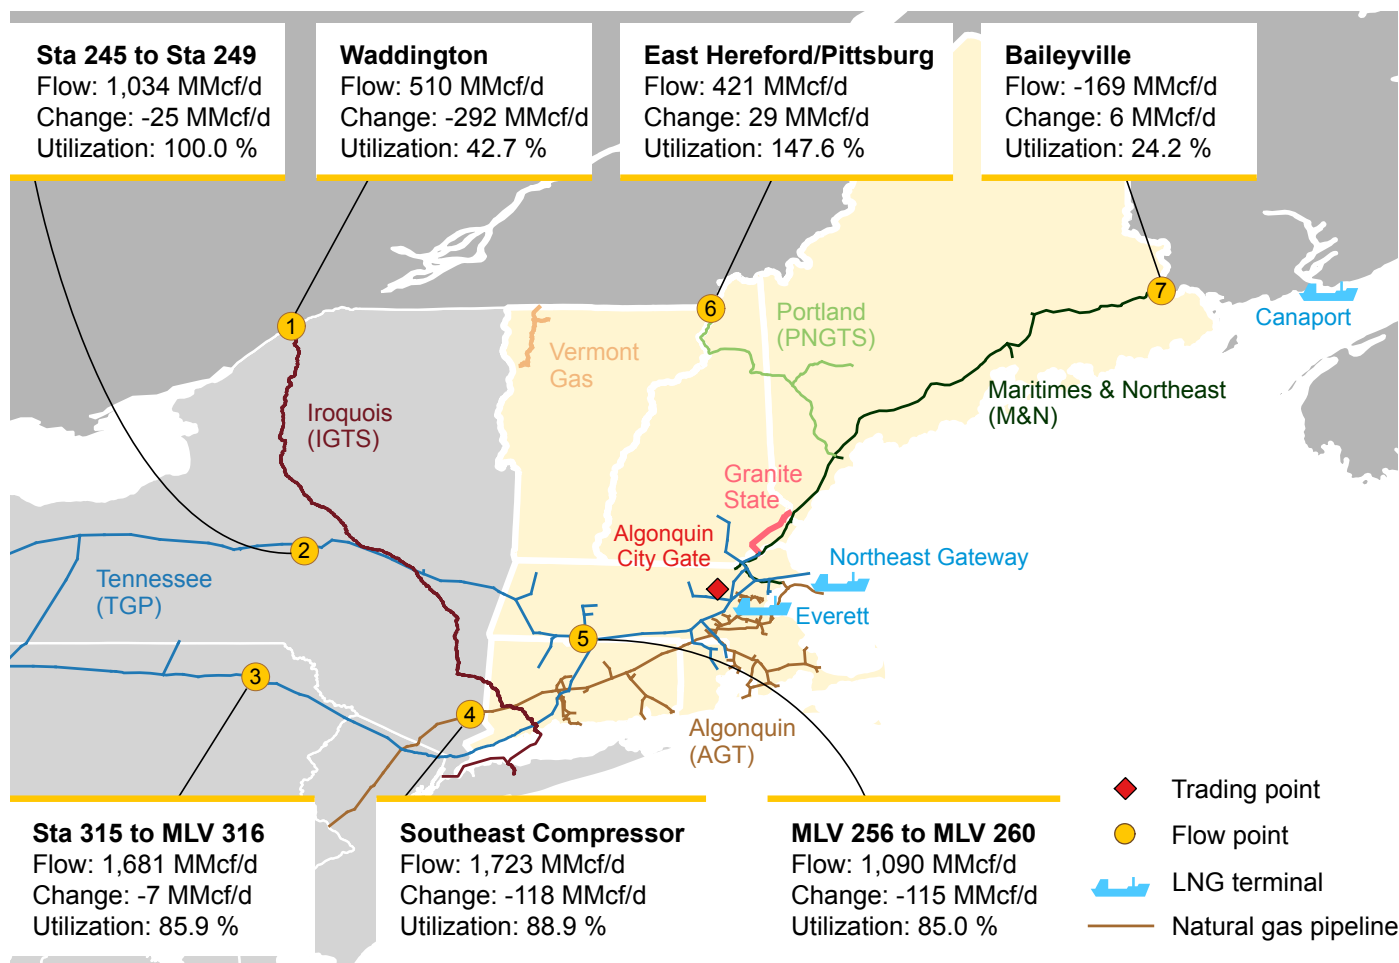 Sta 245 to Sta 249
Flow: 1,034 MMcf/d
Change: -25 MMcf/d
Utilization: 100.0 %
Waddington
Flow: 510 MMcf/d
Change: -292 MMcf/d
Utilization: 42.7 %
East Hereford/Pittsburg
Flow: 421 MMcf/d
Change: 29 MMcf/d
Utilization: 147.6 %
Baileyville
Flow: -169 MMcf/d
Change: 6 MMcf/d
Utilization: 24.2 %
1
6
7
Canaport
Portland
(PNGTS)
Vermont
Gas
Maritimes & Northeast
(M&N)
Iroquois
(IGTS)
Granite
State
Algonquin
City Gate
2
Northeast Gateway
Tennessee
(TGP)
Everett
5
3
4
Algonquin
(AGT)
Sta 315 to MLV 316
Flow: 1,681 MMcf/d
Change: -7 MMcf/d
Utilization: 85.9 %
Southeast Compressor
Flow: 1,723 MMcf/d
Change: -118 MMcf/d
Utilization: 88.9 %
MLV 256 to MLV 260
Flow: 1,090 MMcf/d
Change: -115 MMcf/d
Utilization: 85.0 %
Trading point
Flow point
LNG terminal
Natural gas pipeline